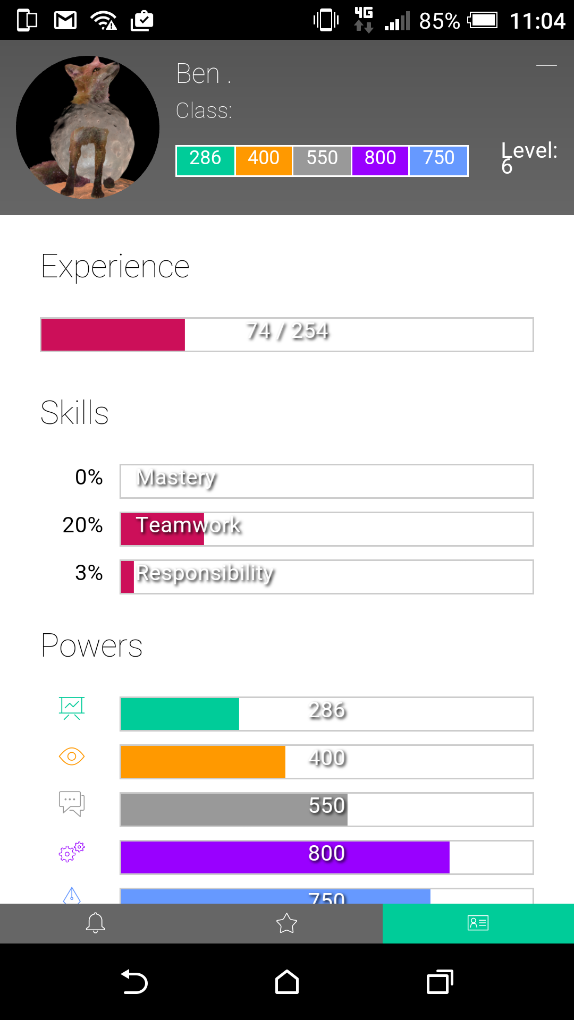 4G 85% 11:04
Ben .
Class:
286 400 550 800 750
Level:
6
Experience
74 / 254
Skills
0% Mastery
20% Teamwork
3% Responsibility
Powers
286
400
550
800
750